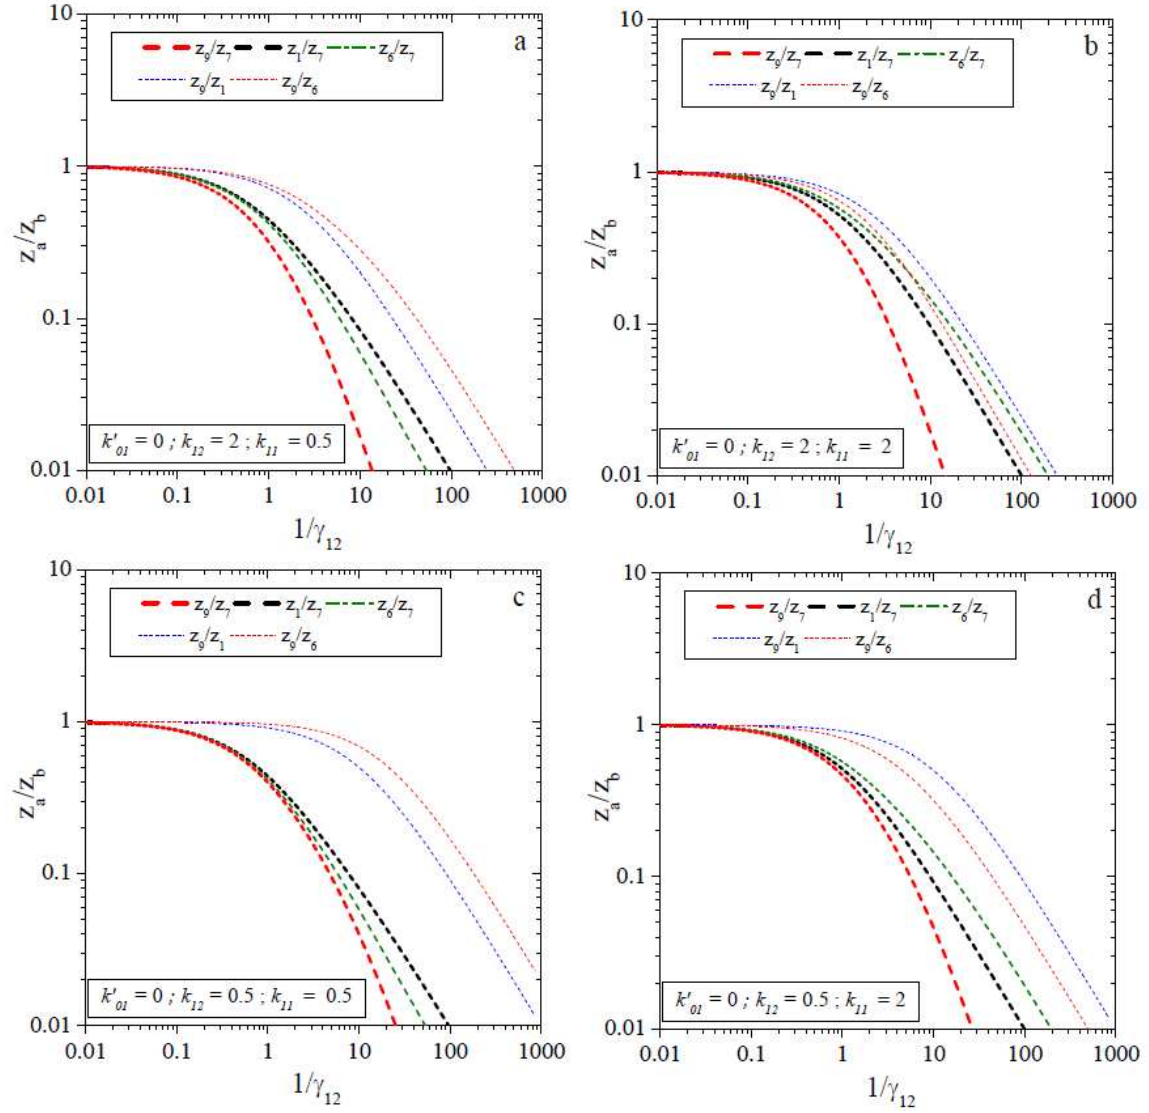 a
z9/z7 z1/z7 z6/z7
z9/z1 z9/z6
10
1
0.1
0.01
za/zb
k'01 = 0 ; k12 = 2 ; k11 = 0.5
0.01 0.1 1 10 100 1000
1/γ12
b
z9/z7 z1/z7 z6/z7
z9/z1 z9/z6
10
1
0.1
0.01
za/zb
k'01 = 0 ; k12 = 2 ; k11 = 2
0.01 0.1 1 10 100 1000
1/γ12
c
z9/z7 z1/z7 z6/z7
z9/z1 z9/z6
10
1
0.1
0.01
za/zb
k'01 = 0 ; k12 = 0.5 ; k11 = 0.5
0.01 0.1 1 10 100 1000
1/γ12
d
z9/z7 z1/z7 z6/z7
z9/z1 z9/z6
10
1
0.1
0.01
za/zb
k'01 = 0 ; k12 = 0.5 ; k11 = 2
0.01 0.1 1 10 100 1000
1/γ12